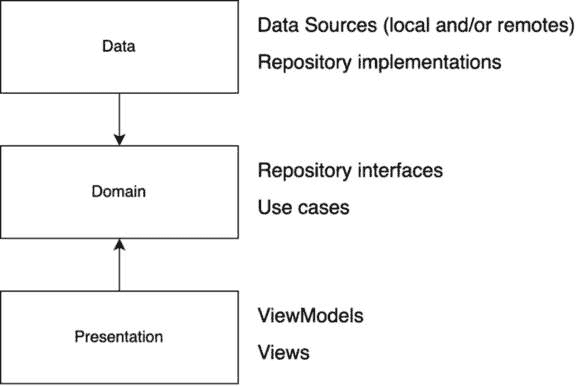 Data
Data Sources (local and/or remotes)
Repository implementations
Domain
Repository interfaces
Use cases
Presentation
ViewModels
Views